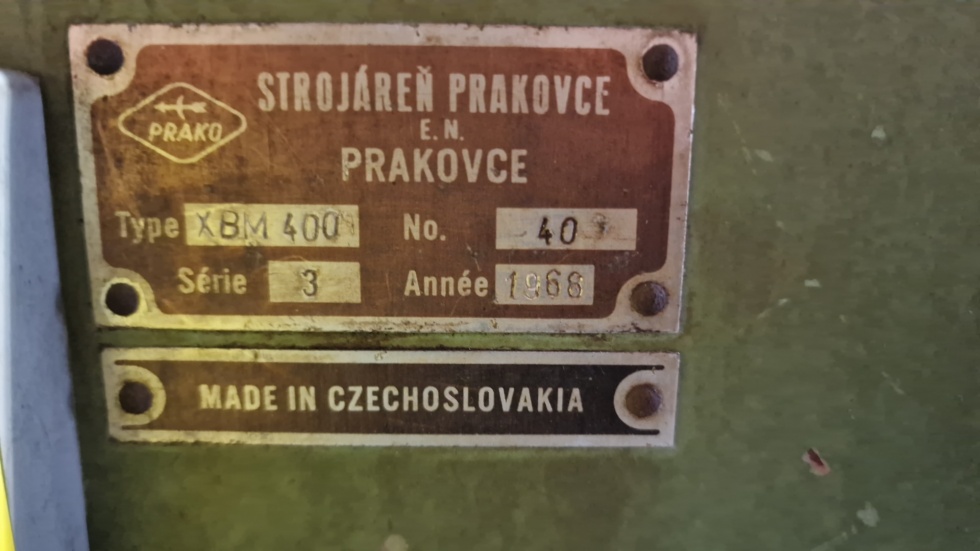 PRAKO
STROJÁREŇ PRAKOVCE
E.N.
PRAKOVCE
Type XBM 400 No. 40
Série 3 Année 1968
MADE IN CZECHOSLOVAKIA